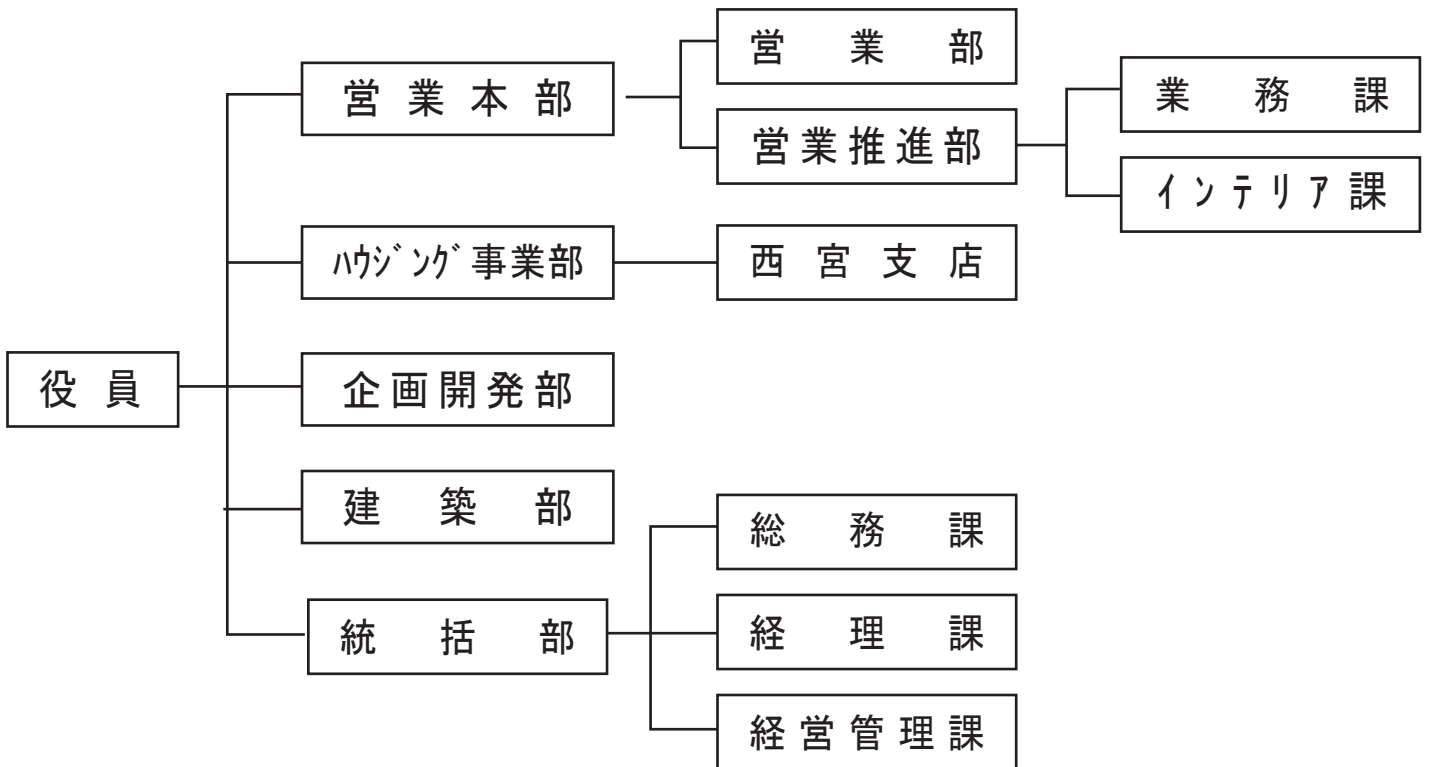 役員
営業本部
営業部
営業推進部
業務課
インテリア課
ﾊｳｼﾞﾝｸﾞ事業部
西宮支店
企画開発部
建築部
統括部
総務課
経理課
経営管理課